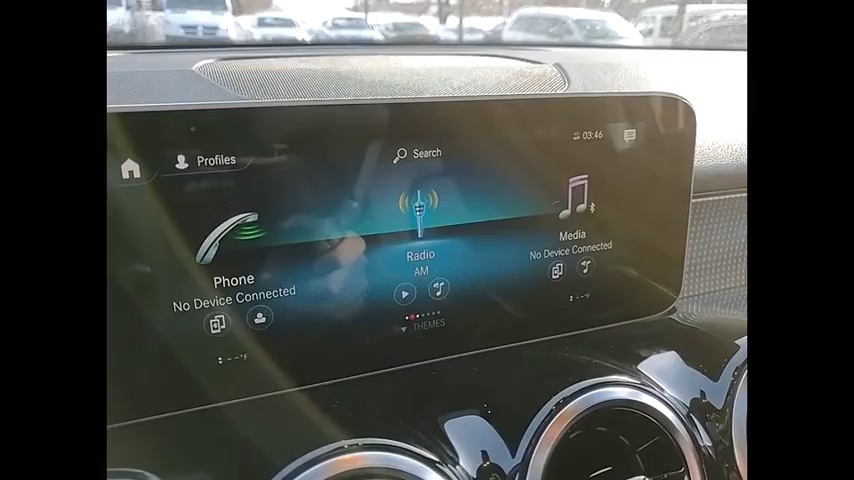 Profiles
Search
03:46
Phone
No Device Connected
Radio
AM
Media
No Device Connected
THEMES
--°F
--°F